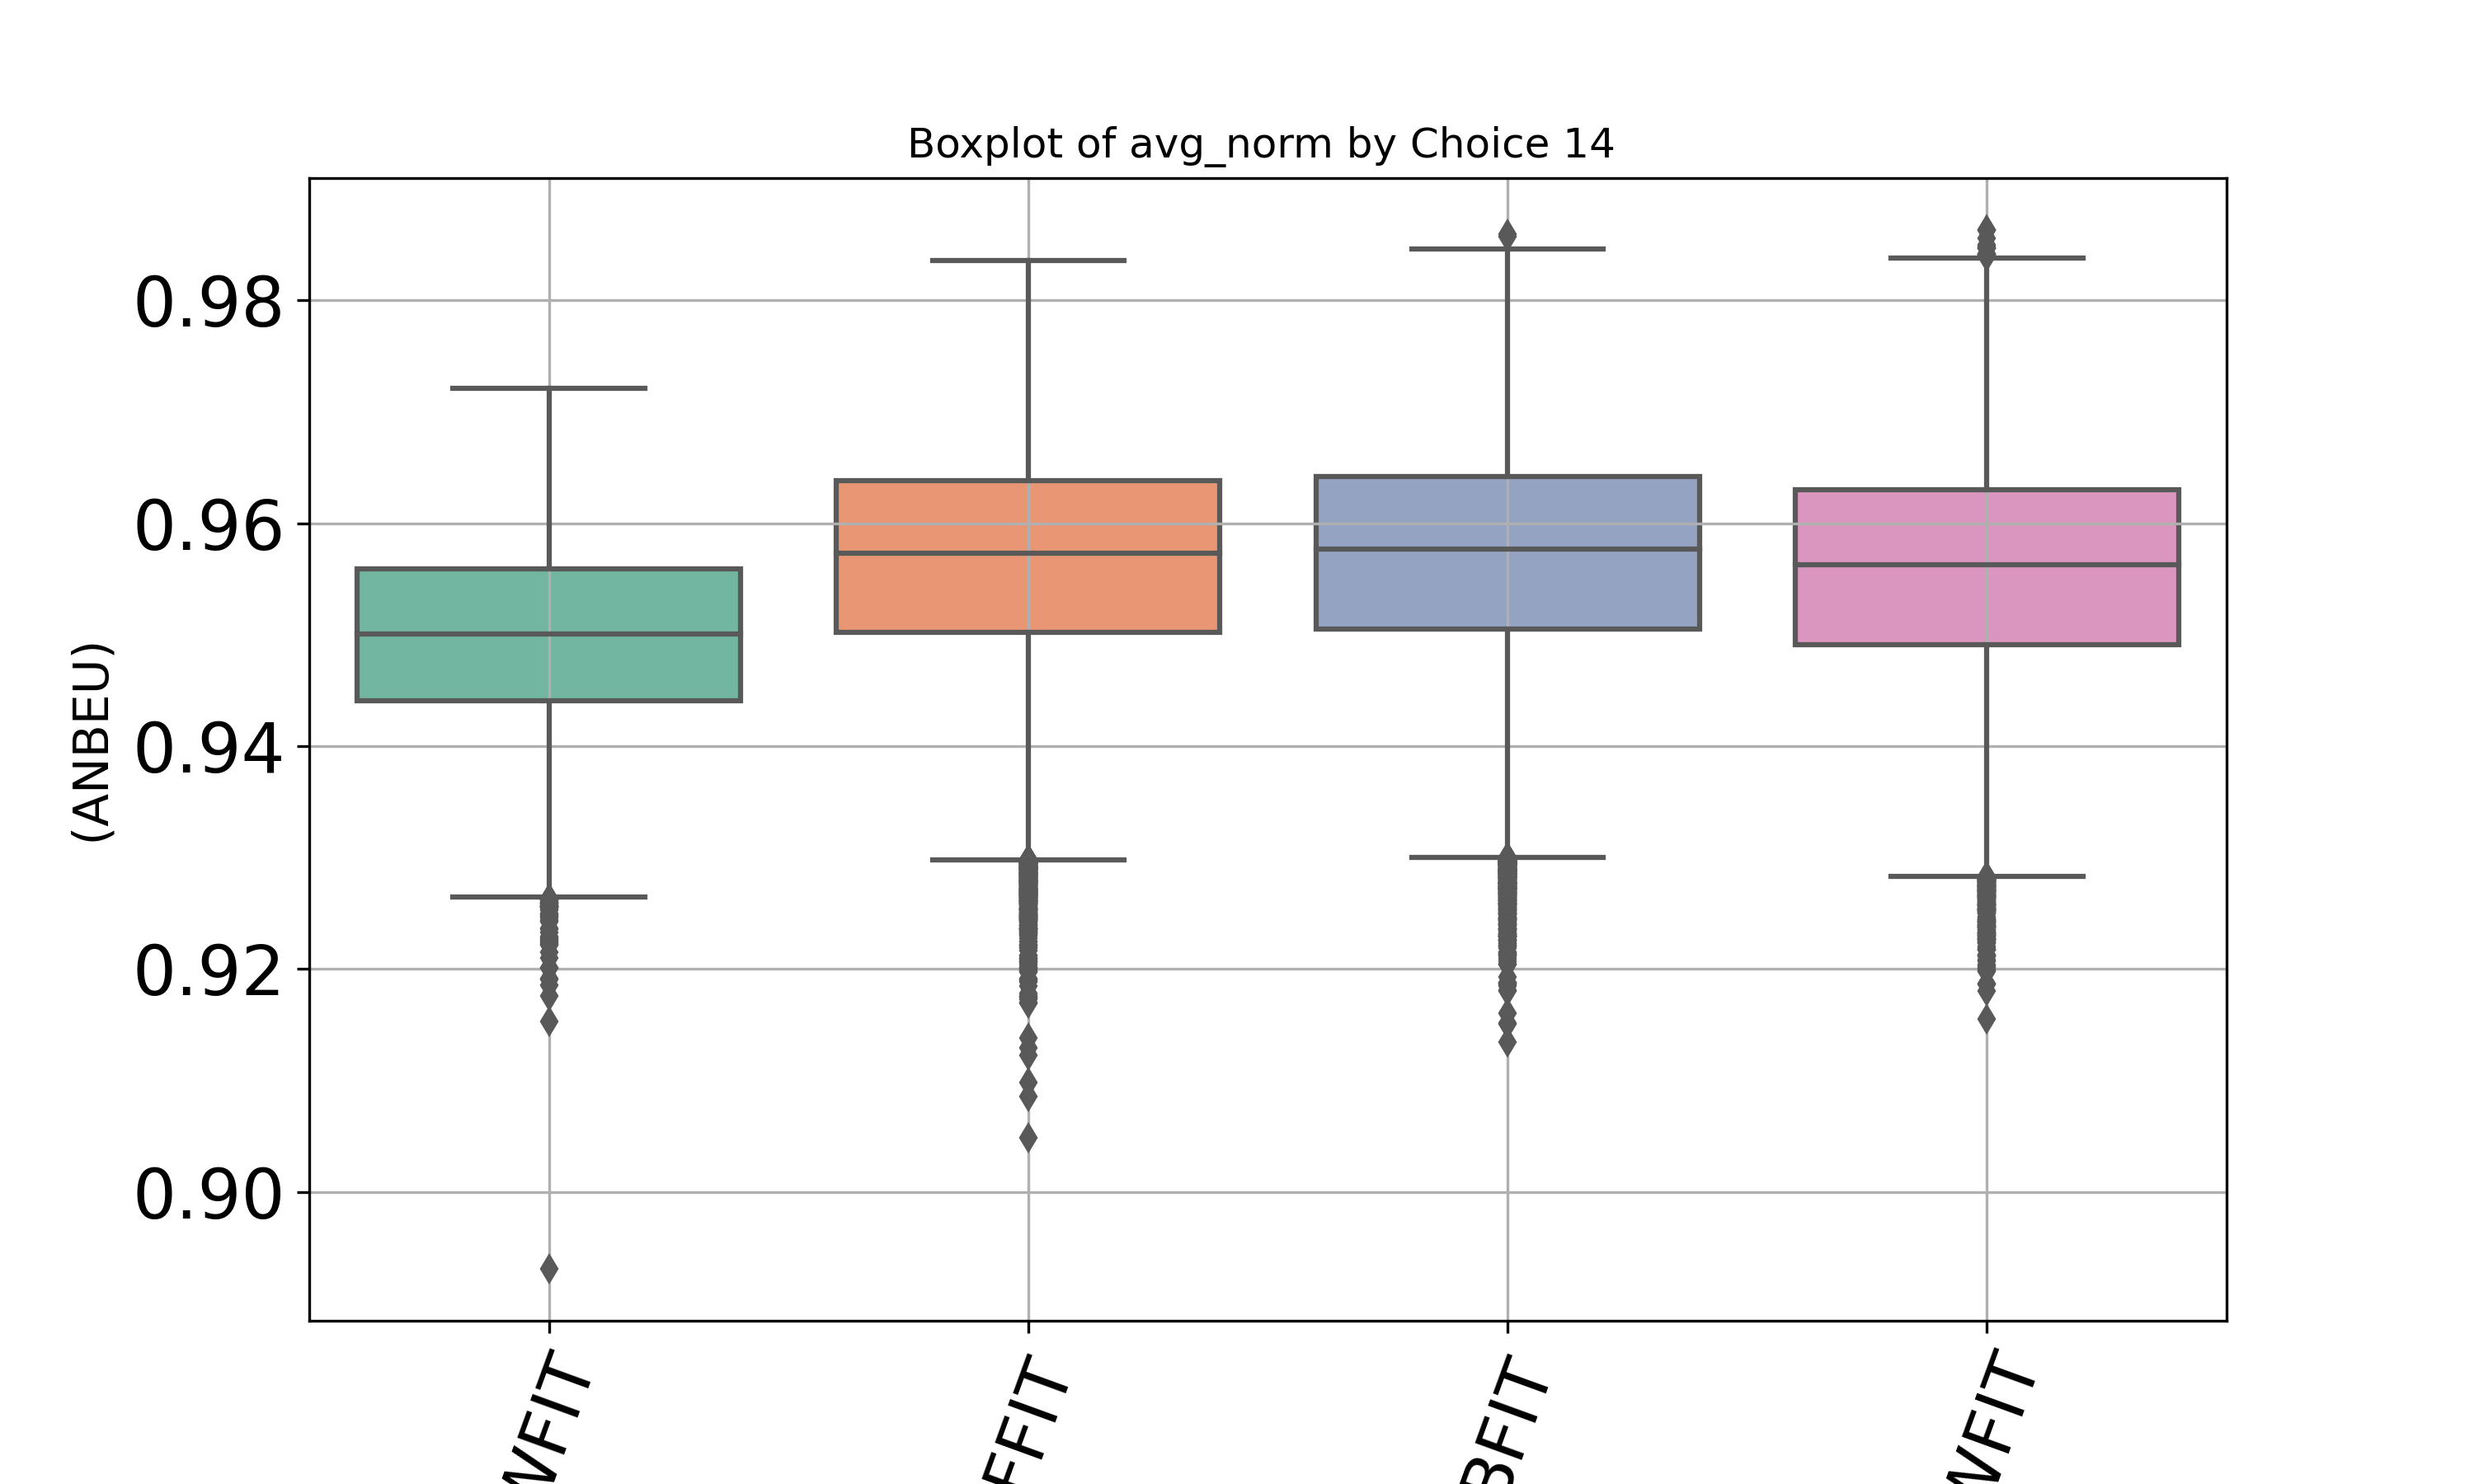 Boxplot of avg_norm by Choice 14
(ANBEU)
0.98
0.96
0.94
0.92
0.90
WFIT
FFIT
BFIT
WFIT